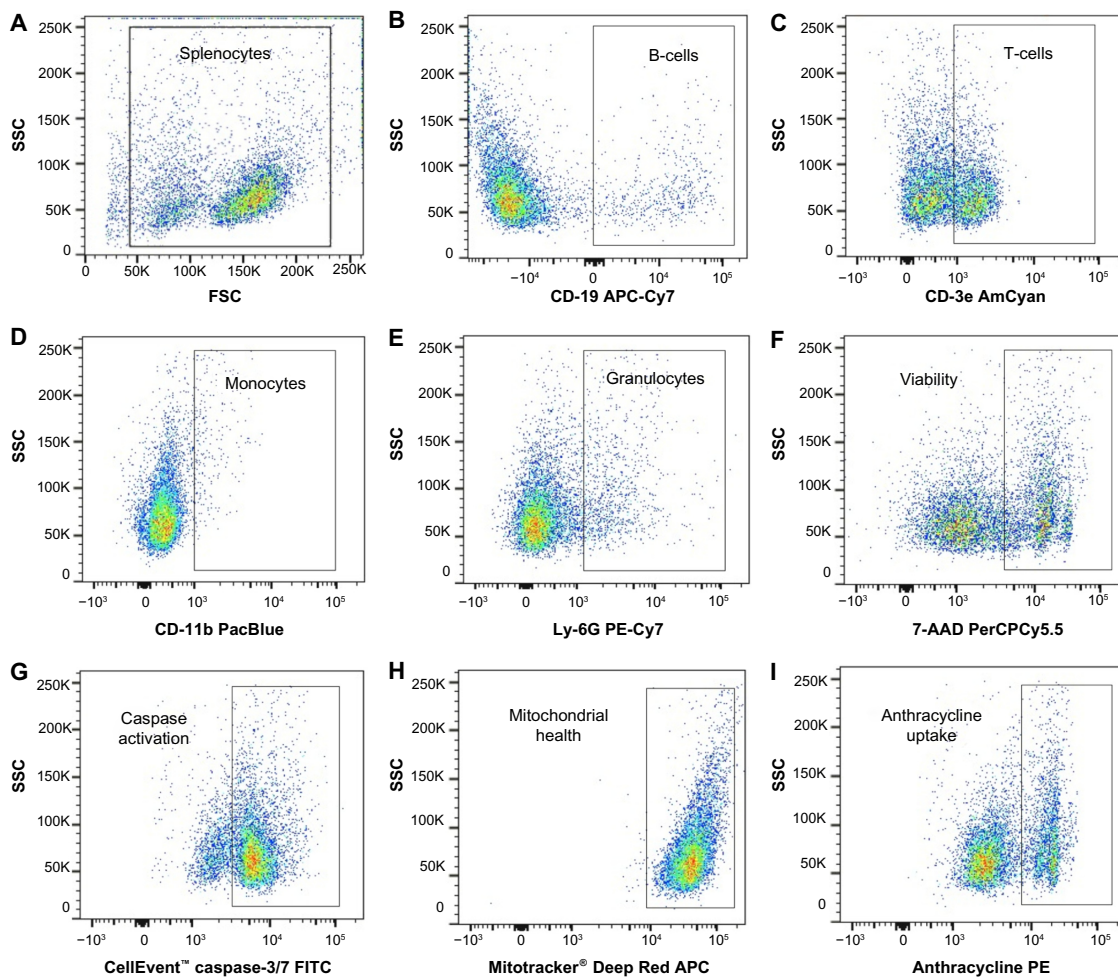 A
250K
200K
150K
100K
50K
0
SSC
Splenocytes
0 50K 100K 150K 200K 250K
FSC
B
250K
200K
150K
100K
50K
0
SSC
B-cells
−10⁴ 0 10⁴ 10⁵
CD-19 APC-Cy7
C
250K
200K
150K
100K
50K
0
SSC
T-cells
−10³ 0 10³ 10⁴ 10⁵
CD-3e AmCyan
D
250K
200K
150K
100K
50K
0
SSC
Monocytes
−10³ 0 10³ 10⁴ 10⁵
CD-11b PacBlue
E
250K
200K
150K
100K
50K
0
SSC
Granulocytes
−10³ 0 10³ 10⁴ 10⁵
Ly-6G PE-Cy7
F
250K
200K
150K
100K
50K
0
SSC
Viability
−10³ 0 10³ 10⁴ 10⁵
7-AAD PerCPCy5.5
G
250K
200K
150K
100K
50K
0
SSC
Caspase
activation
−10³ 0 10³ 10⁴ 10⁵
CellEvent™ caspase-3/7 FITC
H
250K
200K
150K
100K
50K
0
SSC
Mitochondrial
health
−10³ 0 10³ 10⁴ 10⁵
Mitotracker® Deep Red APC
I
250K
200K
150K
100K
50K
0
SSC
Anthracycline
uptake
−10³ 0 10³ 10⁴ 10⁵
Anthracycline PE